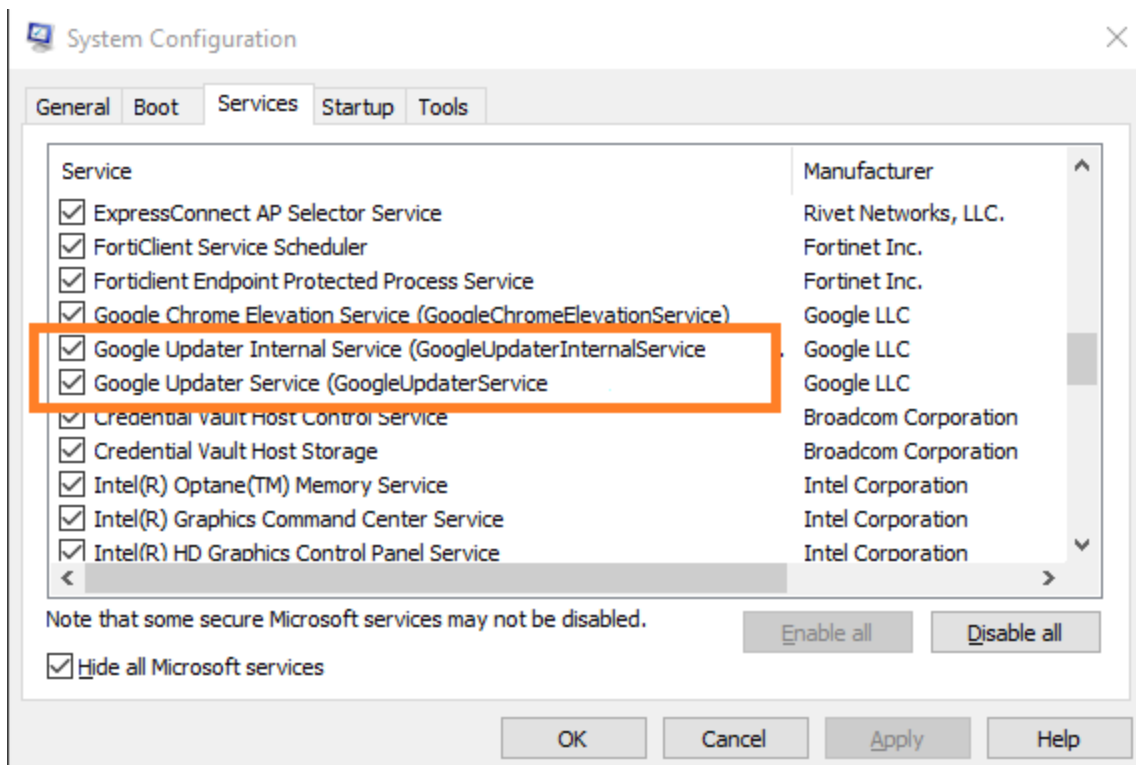 System Configuration
General Boot Services Startup Tools
Service Manufacturer
ExpressConnect AP Selector Service Rivet Networks, LLC.
FortiClient Service Scheduler Fortinet Inc.
Forticlient Endpoint Protected Process Service Fortinet Inc.
Google Chrome Elevation Service (GoogleChromeElevationService) Google LLC
Google Updater Internal Service (GoogleUpdaterInternalService . Google LLC
Google Updater Service (GoogleUpdaterService Google LLC
Credential Vault Host Control Service Broadcom Corporation
Credential Vault Host Storage Broadcom Corporation
Intel(R) Optane(TM) Memory Service Intel Corporation
Intel(R) Graphics Command Center Service Intel Corporation
Intel(R) HD Graphics Control Panel Service Intel Corporation
Note that some secure Microsoft services may not be disabled.
Enable all Disable all
Hide all Microsoft services
OK Cancel Apply Help